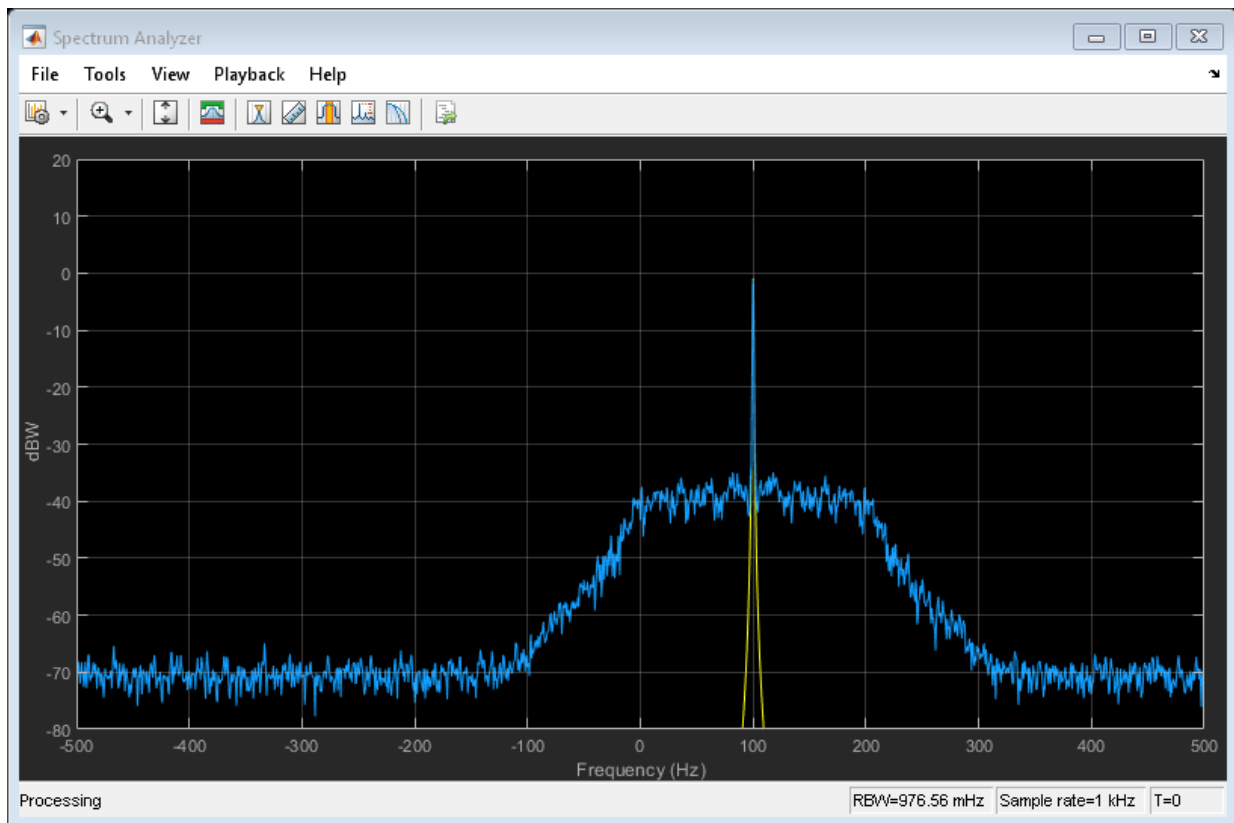 Spectrum Analyzer
File Tools View Playback Help
20
10
0
-10
-20
-30
-40
-50
-60
-70
-80
dBW
-500 -400 -300 -200 -100 0 100 200 300 400 500
Frequency (Hz)
Processing RBW=976.56 mHz Sample rate=1 kHz T=0